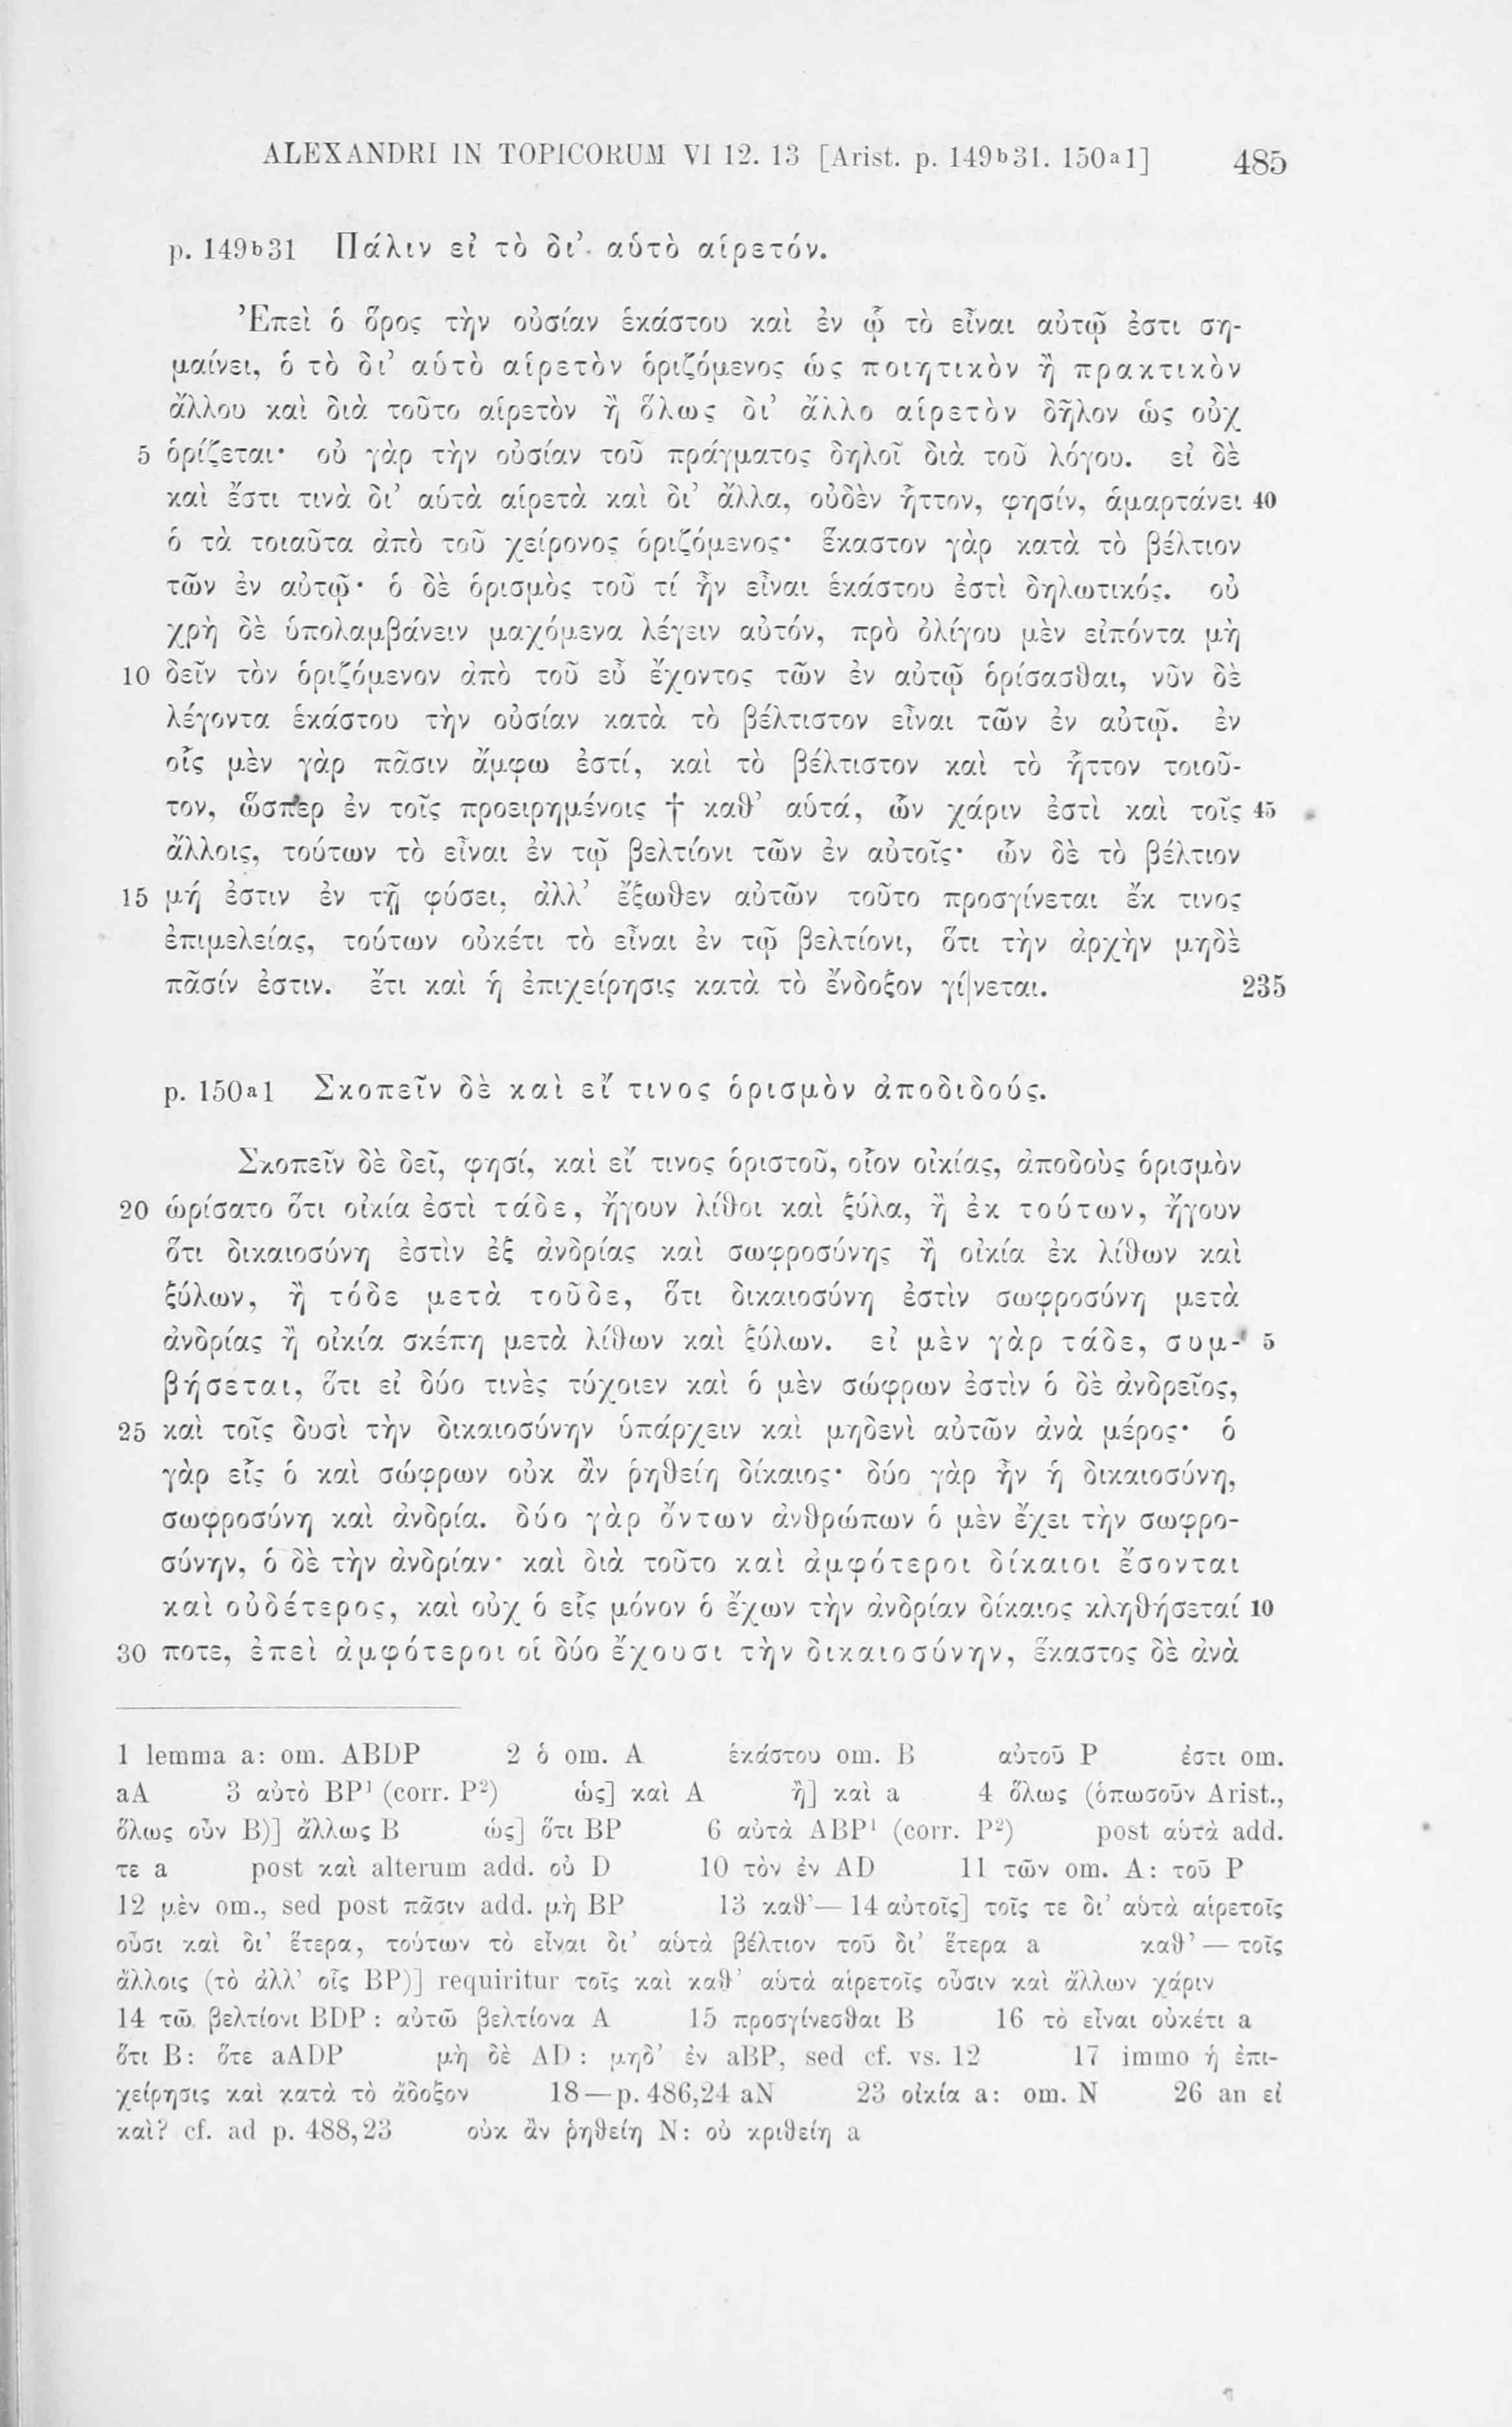 ALEXANDRI IN TOPICORUM VI 12. 13 [Arist. p. 149b31. 150a1] 485
p. 149b31 Πάλιν εἰ τὸ δι’ αὑτὸ αἱρετόν.
Ἐπεὶ ὁ ὅρος τὴν οὐσίαν ἑκάστου καὶ ἐν ᾧ τὸ εἶναι αὐτῷ ἐστι ση-
μαίνει, ὁ τὸ δι’ αὑτὸ αἱρετὸν ὁριζόμενος ὡς ποιητικὸν ἢ πρακτικὸν
ἄλλου καὶ διὰ τοῦτο αἱρετὸν ἢ ὅλως δι’ ἄλλο αἱρετὸν δῆλον ὡς οὐχ
5 ὁρίζεται· οὐ γὰρ τὴν οὐσίαν τοῦ πράγματος δηλοῖ διὰ τοῦ λόγου. εἰ δὲ
καὶ ἔστι τινὰ δι’ αὑτὰ αἱρετὰ καὶ δι’ ἄλλα, οὐδὲν ἧττον, φησίν, ἁμαρτάνει 40
ὁ τὰ τοιαῦτα ἀπὸ τοῦ χείρονος ὁριζόμενος· ἕκαστον γὰρ κατὰ τὸ βέλτιον
τῶν ἐν αὐτῷ· ὁ δὲ ὁρισμὸς τοῦ τί ἦν εἶναι ἑκάστου ἐστὶ δηλωτικός. οὐ
χρὴ δὲ ὑπολαμβάνειν μαχόμενα λέγειν αὐτόν, πρὸ ὀλίγου μὲν εἰπόντα μὴ
10 δεῖν τὸν ὁριζόμενον ἀπὸ τοῦ εὖ ἔχοντος τῶν ἐν αὐτῷ ὁρίσασθαι, νῦν δὲ
λέγοντα ἑκάστου τὴν οὐσίαν κατὰ τὸ βέλτιστον εἶναι τῶν ἐν αὐτῷ. ἐν
οἷς μὲν γὰρ πᾶσιν ἄμφω ἐστί, καὶ τὸ βέλτιστον καὶ τὸ ἧττον τοιοῦ-
τον, ὥσπερ ἐν τοῖς προειρημένοις † καθ’ αὑτά, ὧν χάριν ἐστὶ καὶ τοῖς 45
ἄλλοις, τούτων τὸ εἶναι ἐν τῷ βελτίονι τῶν ἐν αὐτοῖς· ὧν δὲ τὸ βέλτιον
15 μή ἐστιν ἐν τῇ φύσει, ἀλλ’ ἔξωθεν αὐτῶν τοῦτο προσγίνεται ἔκ τινος
ἐπιμελείας, τούτων οὐκέτι τὸ εἶναι ἐν τῷ βελτίονι, ὅτι τὴν ἀρχὴν μηδὲ
πᾶσίν ἐστιν. ἔτι καὶ ἡ ἐπιχείρησις κατὰ τὸ ἔνδοξον γί|νεται. 235
p. 150a1 Σκοπεῖν δὲ καὶ εἴ τινος ὁρισμὸν ἀποδιδούς.
Σκοπεῖν δὲ δεῖ, φησί, καὶ εἴ τινος ὁριστοῦ, οἷον οἰκίας, ἀποδοὺς ὁρισμὸν
20 ὡρίσατο ὅτι οἰκία ἐστὶ τάδε, ἤγουν λίθοι καὶ ξύλα, ἢ ἐκ τούτων, ἤγουν
ὅτι δικαιοσύνη ἐστὶν ἐξ ἀνδρίας καὶ σωφροσύνης ἢ οἰκία ἐκ λίθων καὶ
ξύλων, ἢ τόδε μετὰ τοῦδε, ὅτι δικαιοσύνη ἐστὶν σωφροσύνη μετὰ
ἀνδρίας ἢ οἰκία σκέπη μετὰ λίθων καὶ ξύλων. εἰ μὲν γὰρ τάδε, συμ- 5
βήσεται, ὅτι εἰ δύο τινὲς τύχοιεν καὶ ὁ μὲν σώφρων ἐστὶν ὁ δὲ ἀνδρεῖος,
25 καὶ τοῖς δυσὶ τὴν δικαιοσύνην ὑπάρχειν καὶ μηδενὶ αὐτῶν ἀνὰ μέρος· ὁ
γὰρ εἷς ὁ καὶ σώφρων οὐκ ἂν ῥηθείη δίκαιος· δύο γὰρ ἦν ἡ δικαιοσύνη,
σωφροσύνη καὶ ἀνδρία. δύο γὰρ ὄντων ἀνθρώπων ὁ μὲν ἔχει τὴν σωφρο-
σύνην, ὁ δὲ τὴν ἀνδρίαν· καὶ διὰ τοῦτο καὶ ἀμφότεροι δίκαιοι ἔσονται
καὶ οὐδέτερος, καὶ οὐχ ὁ εἷς μόνον ὁ ἔχων τὴν ἀνδρίαν δίκαιος κληθήσεταί 10
30 ποτε, ἐπεὶ ἀμφότεροι οἱ δύο ἔχουσι τὴν δικαιοσύνην, ἕκαστος δὲ ἀνὰ
1 lemma a: om. ABDP 2 ὁ om. A ἑκάστου om. B αὐτοῦ P ἐστι om.
aA 3 αὐτὸ BP¹ (corr. P²) ὡς] καὶ A ἢ] καὶ a 4 ὅλως (ὁπωσοῦν Arist.,
ὅλως οὖν B)] ἄλλως B ὡς] ὅτι BP 6 αὐτὰ ABP¹ (corr. P²) post αὑτὰ add.
τε a post καὶ alterum add. οὐ D 10 τὸν ἐν AD 11 τῶν om. A: τοῦ P
12 μὲν om., sed post πᾶσιν add. μὴ BP 13 καθ’ — 14 αὐτοῖς] τοῖς τε δι’ αὑτὰ αἱρετοῖς
οὖσι καὶ δι’ ἕτερα, τούτων τὸ εἶναι δι’ αὑτὰ βέλτιον τοῦ δι’ ἕτερα a καθ’ — τοῖς
ἄλλοις (τὸ ἀλλ’ οἷς BP)] requiritur τοῖς καὶ καθ’ αὑτὰ αἱρετοῖς οὖσιν καὶ ἄλλων χάριν
14 τῶ βελτίονι BDP: αὐτῶ βελτίονα A 15 προσγίνεσθαι B 16 τὸ εἶναι οὐκέτι a
ὅτι B: ὅτε aADP μὴ δὲ AD: μηδ’ ἐν aBP, sed cf. vs. 12 17 immo ἡ ἐπι-
χείρησις καὶ κατὰ τὸ ἄδοξον 18 — p. 486,24 aN 23 οἰκία a: om. N 26 an εἰ
καὶ? cf. ad p. 488,23 οὐκ ἂν ῥηθείη N: οὐ κριθείη a